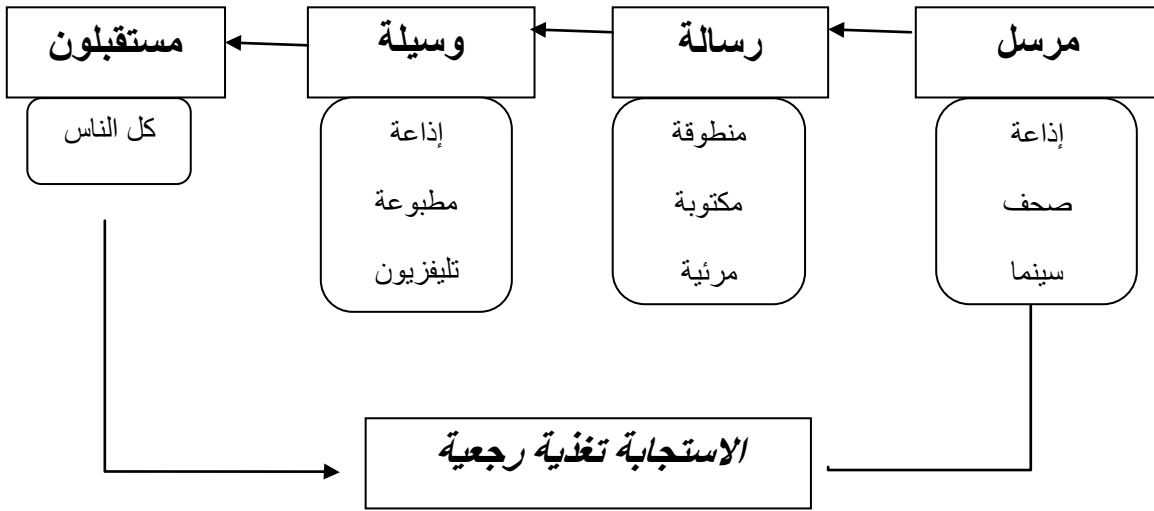 مرسل
رسالة
وسيلة
مستقبلون
إذاعة
صحف
سينما
منطوقة
مكتوبة
مرئية
إذاعة
مطبوعة
تليفزيون
كل الناس
الاستجابة تغذية رجعية